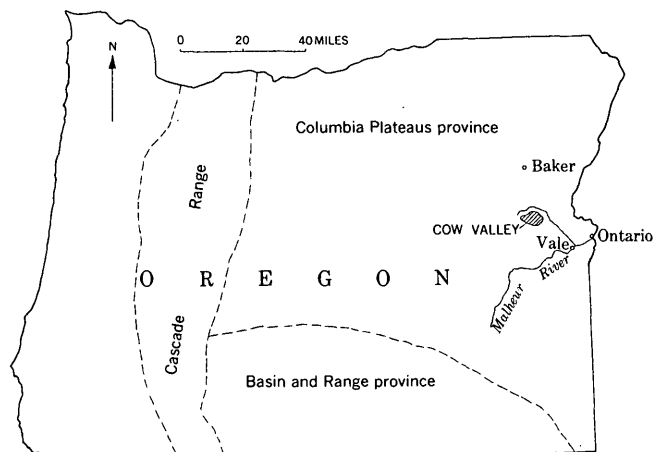 N
0 20 40 MILES
Columbia Plateaus province
Baker
Range
COW VALLEY
Ontario
Vale
River
Malheur
OREGON
Cascade
Basin and Range province